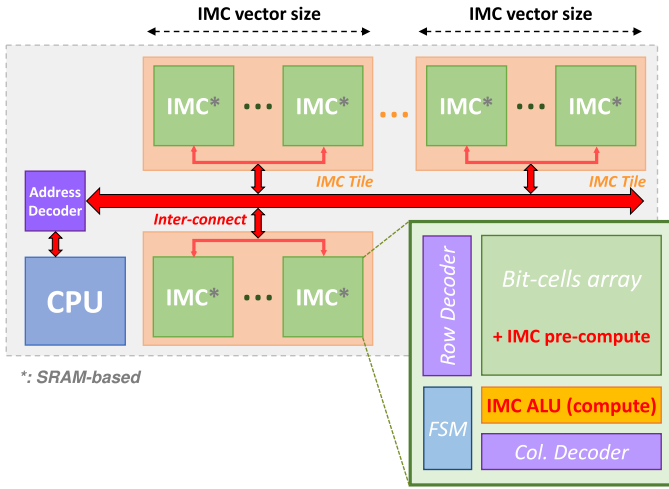 IMC vector size
IMC vector size
IMC*
IMC*
IMC*
IMC*
IMC Tile
IMC Tile
Address
Decoder
Inter-connect
CPU
IMC*
IMC*
*: SRAM-based
Row Decoder
Bit-cells array
+ IMC pre-compute
FSM
IMC ALU (compute)
Col. Decoder